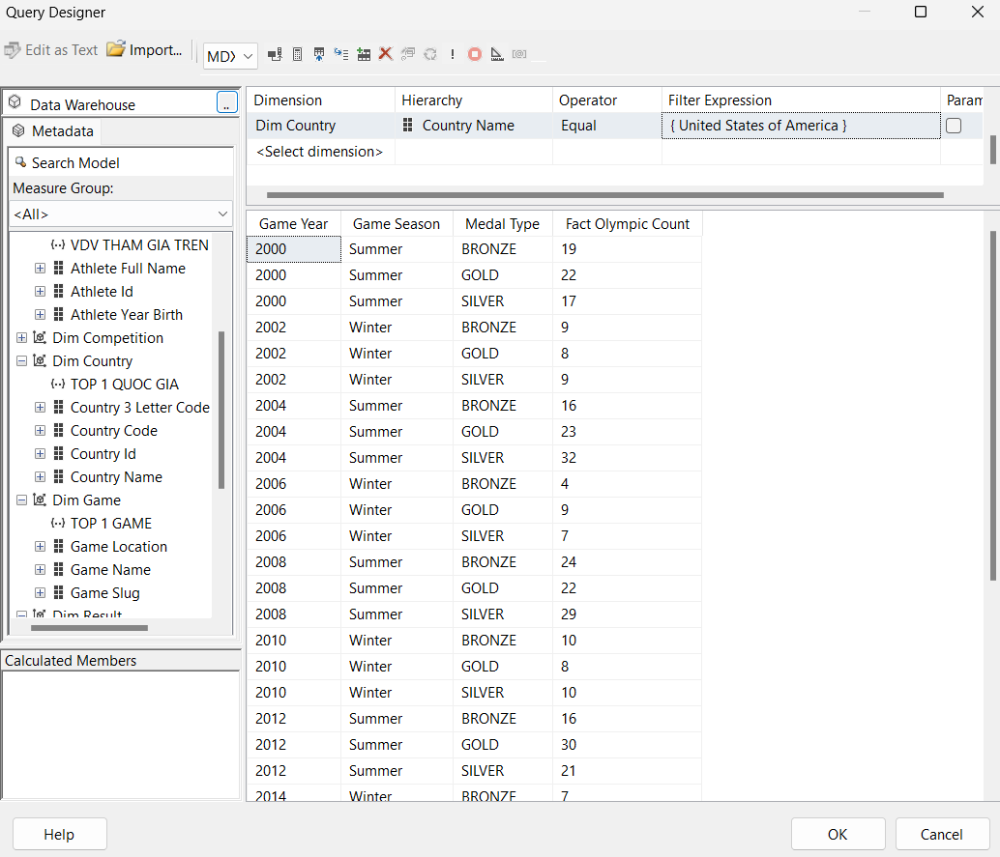 Query Designer
Edit as Text Import... MDX
Data Warehouse ..
Metadata
Search Model
Measure Group:
<All>
VDV THAM GIA TREN
Athlete Full Name
Athlete Id
Athlete Year Birth
Dim Competition
Dim Country
TOP 1 QUOC GIA
Country 3 Letter Code
Country Code
Country Id
Country Name
Dim Game
TOP 1 GAME
Game Location
Game Name
Game Slug
Dim Result
Calculated Members
Dimension Hierarchy Operator Filter Expression Param
Dim Country Country Name Equal { United States of America }
<Select dimension>
Game Year Game Season Medal Type Fact Olympic Count
2000 Summer BRONZE 19
2000 Summer GOLD 22
2000 Summer SILVER 17
2002 Winter BRONZE 9
2002 Winter GOLD 8
2002 Winter SILVER 9
2004 Summer BRONZE 16
2004 Summer GOLD 23
2004 Summer SILVER 32
2006 Winter BRONZE 4
2006 Winter GOLD 9
2006 Winter SILVER 7
2008 Summer BRONZE 24
2008 Summer GOLD 22
2008 Summer SILVER 29
2010 Winter BRONZE 10
2010 Winter GOLD 8
2010 Winter SILVER 10
2012 Summer BRONZE 16
2012 Summer GOLD 30
2012 Summer SILVER 21
2014 Winter BRONZE 7
Help OK Cancel